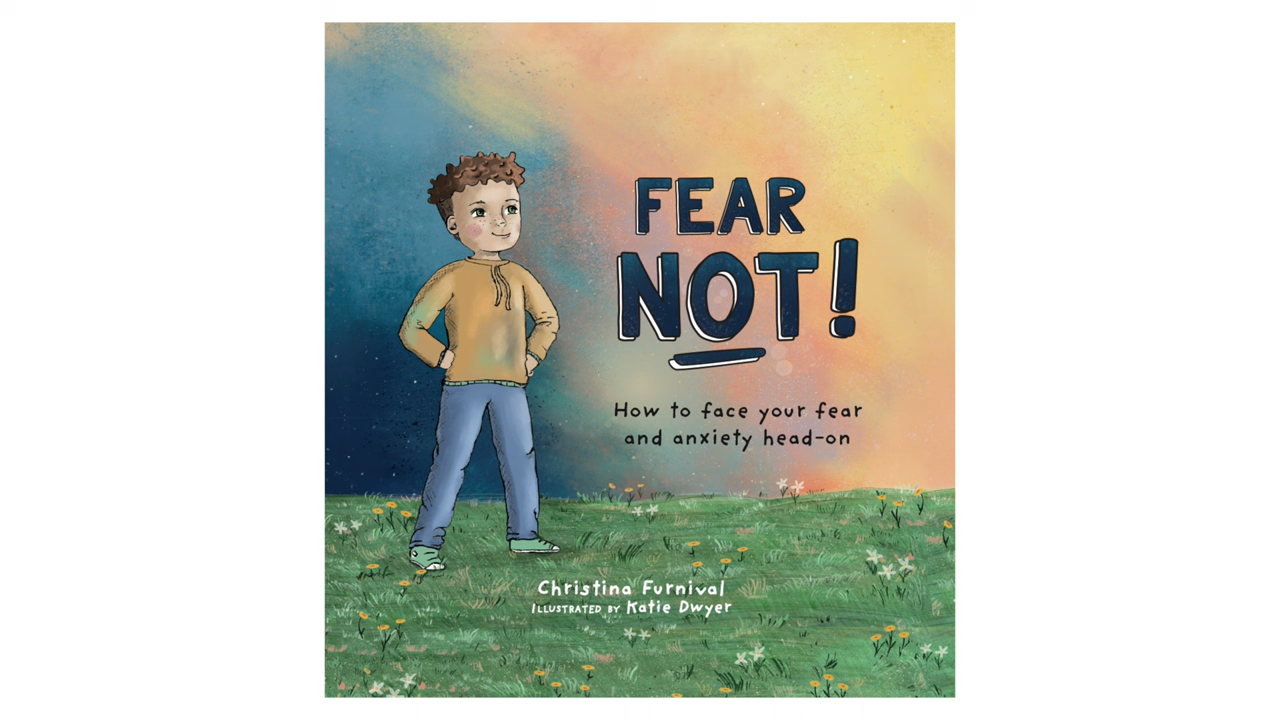 FEAR
NOT!
How to face your fear
and anxiety head-on
Christina Furnival
ILLUSTRATED BY Katie Dwyer